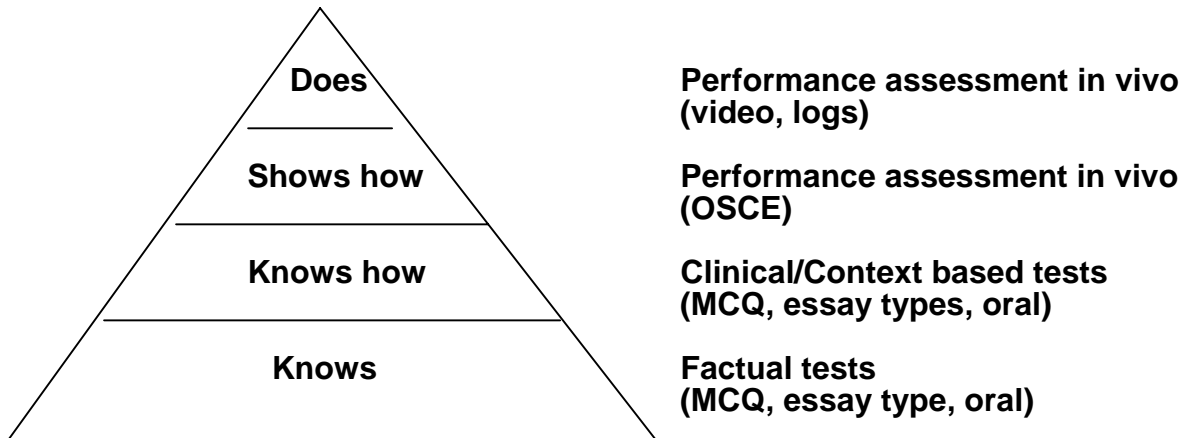 Does
Performance assessment in vivo
(video, logs)
Shows how
Performance assessment in vivo
(OSCE)
Knows how
Clinical/Context based tests
(MCQ, essay types, oral)
Knows
Factual tests
(MCQ, essay type, oral)